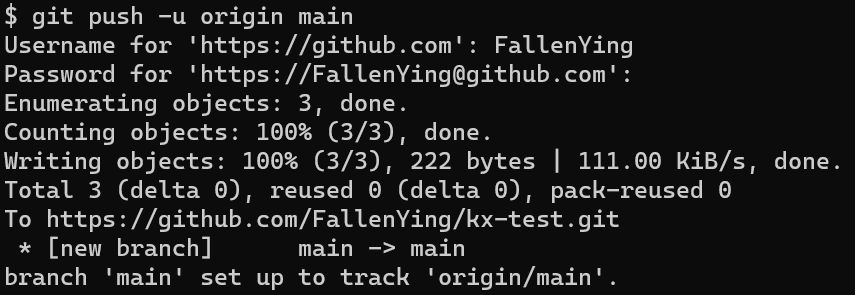 $ git push -u origin main
Username for 'https://github.com': FallenYing
Password for 'https://FallenYing@github.com':
Enumerating objects: 3, done.
Counting objects: 100% (3/3), done.
Writing objects: 100% (3/3), 222 bytes | 111.00 KiB/s, done.
Total 3 (delta 0), reused 0 (delta 0), pack-reused 0
To https://github.com/FallenYing/kx-test.git
 * [new branch]      main -> main
branch 'main' set up to track 'origin/main'.